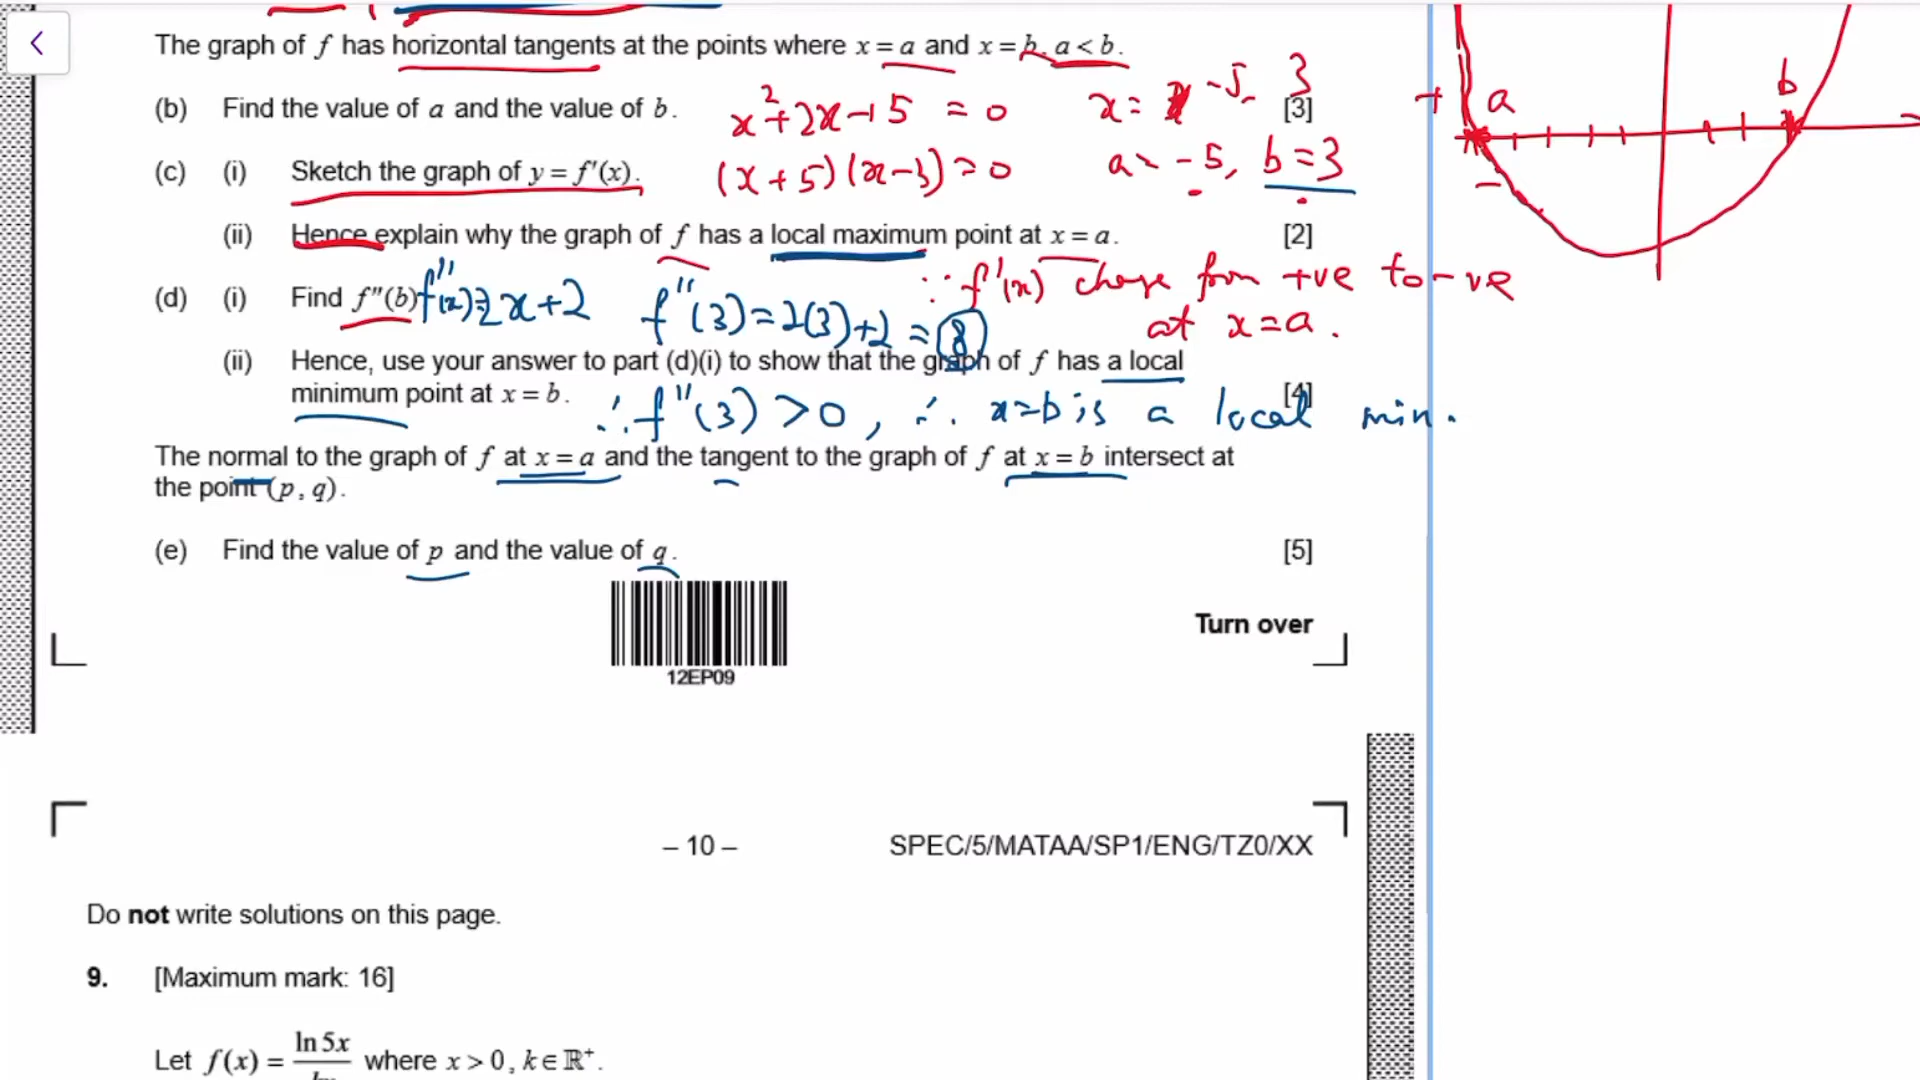 The graph of f has horizontal tangents at the points where x = a and x = b, a < b.
(b) Find the value of a and the value of b. x²+2x-15 = 0 x = -5, 3 [3]
(c) (i) Sketch the graph of y = f'(x). (x+5)(x-3)=0 a = -5, b = 3
+ a b
-
(ii) Hence explain why the graph of f has a local maximum point at x = a. [2]
∵ f'(x) change from +ve to -ve
at x=a.
(d) (i) Find f"(b) f"(x)=2x+2 f"(3)=2(3)+2 = 8
(ii) Hence, use your answer to part (d)(i) to show that the graph of f has a local
minimum point at x = b. [4]
∴ f"(3) >0, ∴ x=b is a local min.
The normal to the graph of f at x = a and the tangent to the graph of f at x = b intersect at
the point (p, q).
(e) Find the value of p and the value of q. [5]
12EP09
Turn over
– 10 – SPEC/5/MATAA/SP1/ENG/TZ0/XX
Do not write solutions on this page.
9. [Maximum mark: 16]
Let f(x) = ln 5x / where x > 0, k ∈ ℝ⁺.